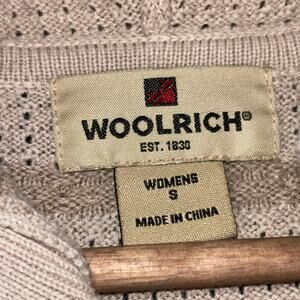 WOOLRICH®
EST. 1830
WOMENS
S
MADE IN CHINA